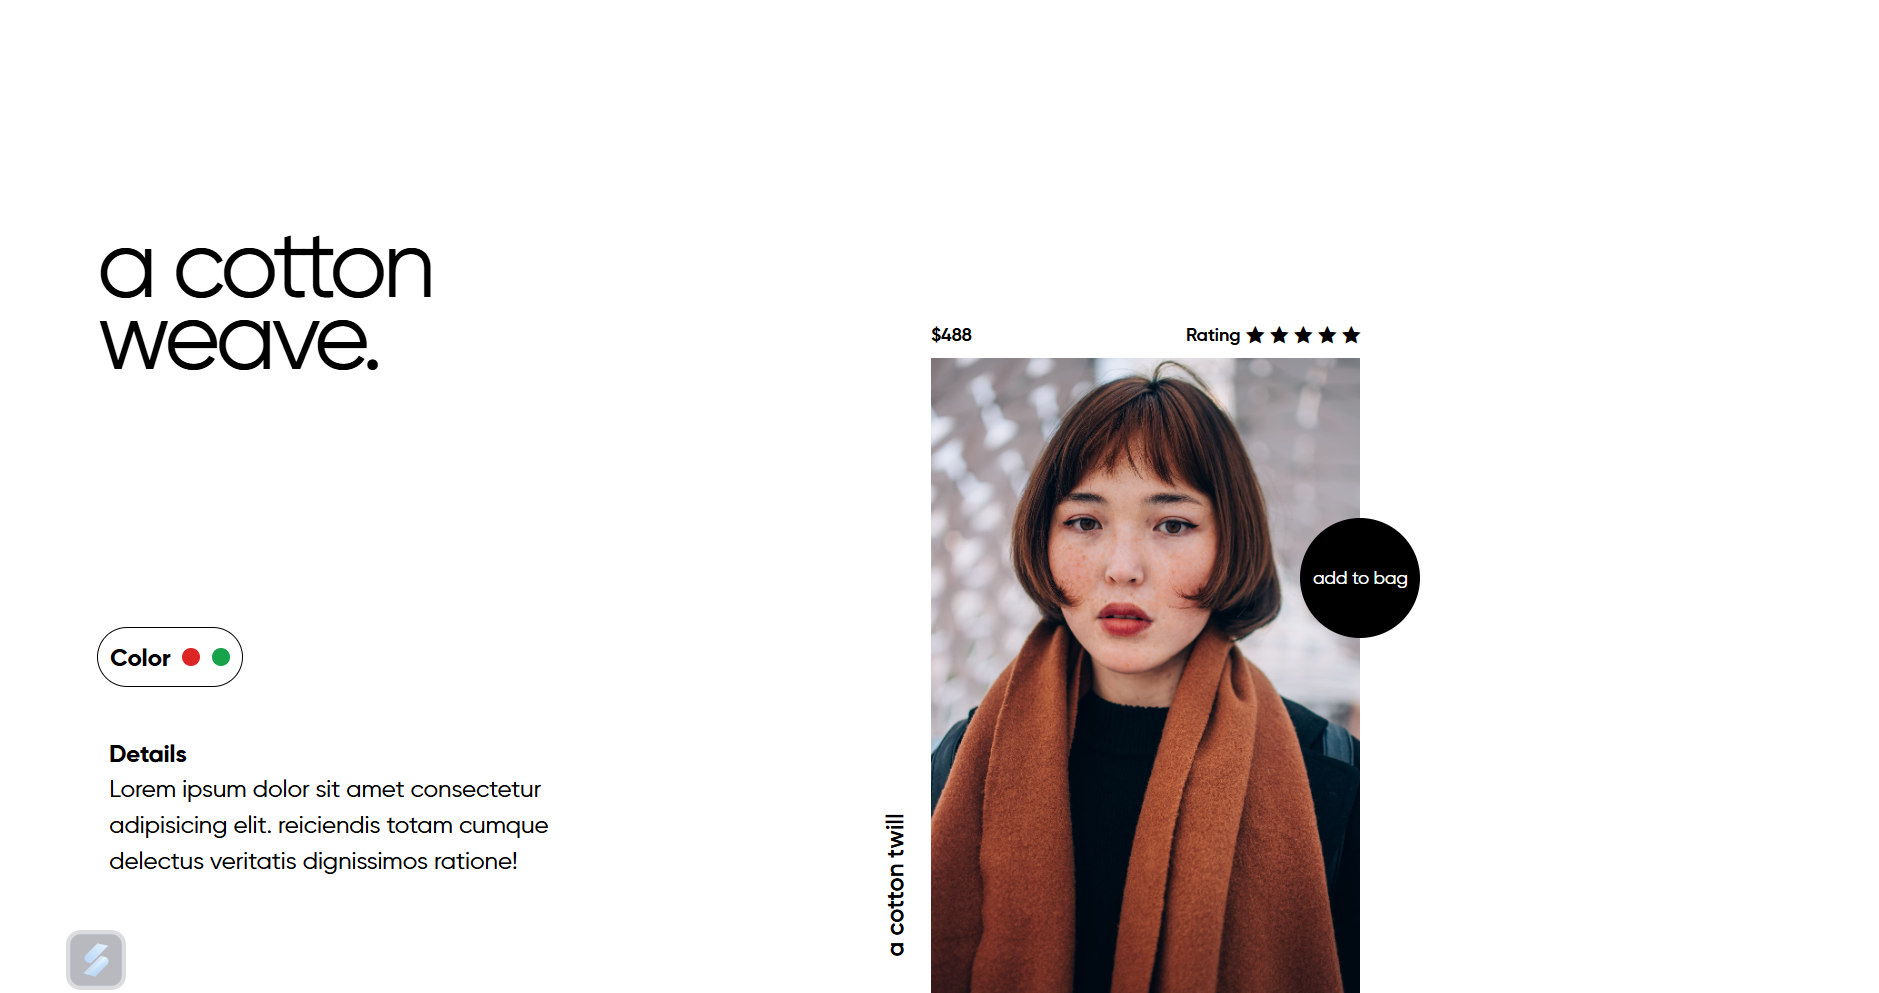 a cotton
weave.
Color
Details
Lorem ipsum dolor sit amet consectetur
adipisicing elit. reiciendis totam cumque
delectus veritatis dignissimos ratione!
$488
Rating ★★★★★
add to bag
a cotton twill